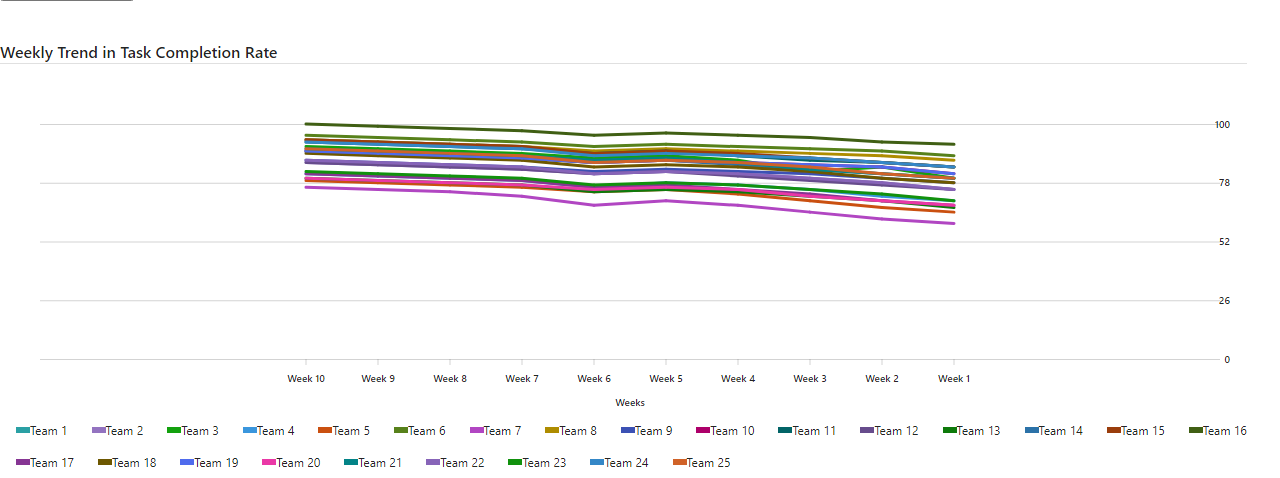 Weekly Trend in Task Completion Rate
100
78
52
26
0
Week 10 Week 9 Week 8 Week 7 Week 6 Week 5 Week 4 Week 3 Week 2 Week 1
Weeks
Team 1 Team 2 Team 3 Team 4 Team 5 Team 6 Team 7 Team 8 Team 9 Team 10 Team 11 Team 12 Team 13 Team 14 Team 15 Team 16
Team 17 Team 18 Team 19 Team 20 Team 21 Team 22 Team 23 Team 24 Team 25